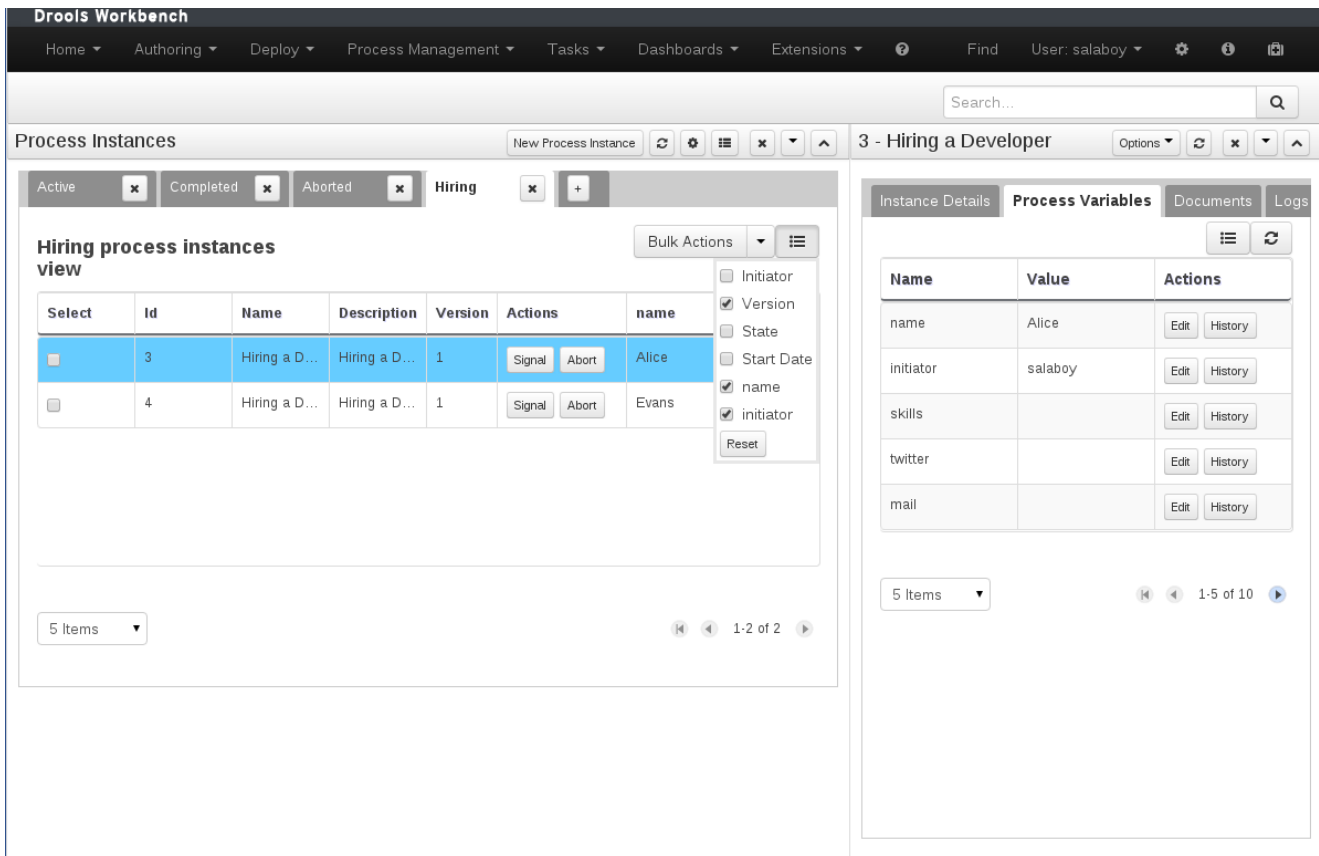 Drools Workbench
Home Authoring Deploy Process Management Tasks Dashboards Extensions Find User: salaboy
Search...
Process Instances New Process Instance
3 - Hiring a Developer Options
Active Completed Aborted Hiring +
Instance Details Process Variables Documents Logs
Hiring process instances
view
Bulk Actions
Initiator
Version
State
Start Date
name
initiator
Reset
Select Id Name Description Version Actions name
3 Hiring a D... Hiring a D... 1 Signal Abort Alice
4 Hiring a D... Hiring a D... 1 Signal Abort Evans
5 Items 1-2 of 2
Name Value Actions
name Alice Edit History
initiator salaboy Edit History
skills Edit History
twitter Edit History
mail Edit History
5 Items 1-5 of 10